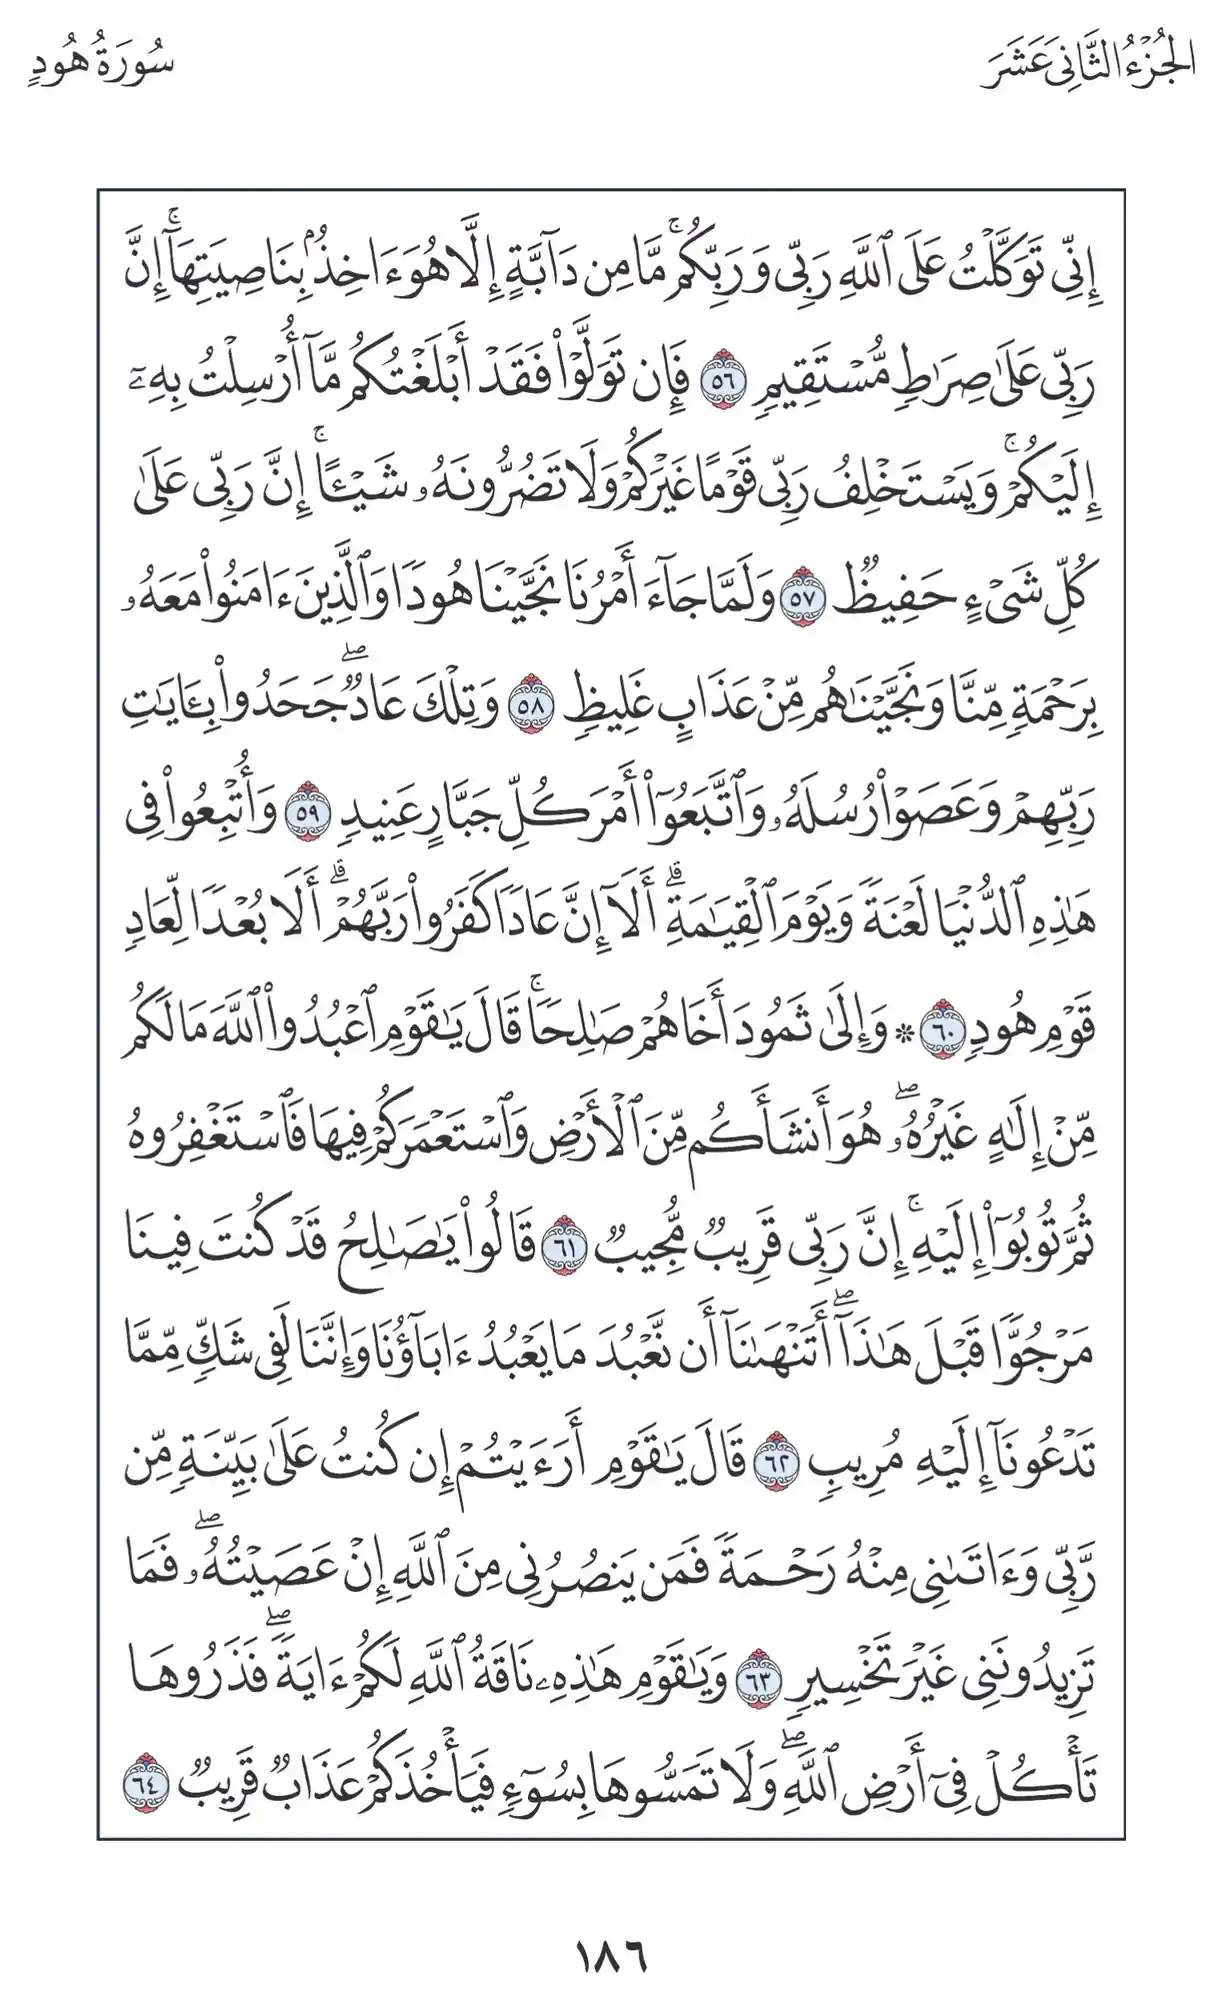 الجُزْءُ الثَّانِي عَشَرَ
سُورَةُ هُودٍ
إِنِّي تَوَكَّلْتُ عَلَى ٱللَّهِ رَبِّي وَرَبِّكُمۚ مَّا مِن دَآبَّةٍ إِلَّا هُوَ ءَاخِذُۢ بِنَاصِيَتِهَآۚ إِنَّ
رَبِّي عَلَىٰ صِرَٰطٖ مُّسۡتَقِيمٖ ٥٦ فَإِن تَوَلَّوۡاْ فَقَدۡ أَبۡلَغۡتُكُم مَّآ أُرۡسِلۡتُ بِهِۦٓ
إِلَيۡكُمۡۚ وَيَسۡتَخۡلِفُ رَبِّي قَوۡمًا غَيۡرَكُمۡ وَلَا تَضُرُّونَهُۥ شَيۡـًٔاۚ إِنَّ رَبِّي عَلَىٰ
كُلِّ شَيۡءٍ حَفِيظٞ ٥٧ وَلَمَّا جَآءَ أَمۡرُنَا نَجَّيۡنَا هُودٗا وَٱلَّذِينَ ءَامَنُواْ مَعَهُۥ
بِرَحۡمَةٖ مِّنَّا وَنَجَّيۡنَٰهُم مِّنۡ عَذَابٍ غَلِيظٖ ٥٨ وَتِلۡكَ عَادٞۖ جَحَدُواْ بِـَٔايَٰتِ
رَبِّهِمۡ وَعَصَوۡاْ رُسُلَهُۥ وَٱتَّبَعُوٓاْ أَمۡرَ كُلِّ جَبَّارٍ عَنِيدٖ ٥٩ وَأُتۡبِعُواْ فِي
هَٰذِهِ ٱلدُّنۡيَا لَعۡنَةٗ وَيَوۡمَ ٱلۡقِيَٰمَةِۗ أَلَآ إِنَّ عَادٗا كَفَرُواْ رَبَّهُمۡۗ أَلَا بُعۡدٗا لِّعَادٖ
قَوۡمِ هُودٖ ٦٠ ۞ وَإِلَىٰ ثَمُودَ أَخَاهُمۡ صَٰلِحٗاۚ قَالَ يَٰقَوۡمِ ٱعۡبُدُواْ ٱللَّهَ مَا لَكُم
مِّنۡ إِلَٰهٍ غَيۡرُهُۥۖ هُوَ أَنشَأَكُم مِّنَ ٱلۡأَرۡضِ وَٱسۡتَعۡمَرَكُمۡ فِيهَا فَٱسۡتَغۡفِرُوهُ
ثُمَّ تُوبُوٓاْ إِلَيۡهِۚ إِنَّ رَبِّي قَرِيبٞ مُّجِيبٞ ٦١ قَالُواْ يَٰصَٰلِحُ قَدۡ كُنتَ فِينَا
مَرۡجُوّٗا قَبۡلَ هَٰذَآۖ أَتَنۡهَىٰنَآ أَن نَّعۡبُدَ مَا يَعۡبُدُ ءَابَآؤُنَا وَإِنَّنَا لَفِي شَكّٖ مِّمَّا
تَدۡعُونَآ إِلَيۡهِ مُرِيبٖ ٦٢ قَالَ يَٰقَوۡمِ أَرَءَيۡتُمۡ إِن كُنتُ عَلَىٰ بَيِّنَةٖ مِّن
رَّبِّي وَءَاتَىٰنِي مِنۡهُ رَحۡمَةٗ فَمَن يَنصُرُنِي مِنَ ٱللَّهِ إِنۡ عَصَيۡتُهُۥۖ فَمَا
تَزِيدُونَنِي غَيۡرَ تَخۡسِيرٖ ٦٣ وَيَٰقَوۡمِ هَٰذِهِۦ نَاقَةُ ٱللَّهِ لَكُمۡ ءَايَةٗۖ فَذَرُوهَا
تَأۡكُلۡ فِيٓ أَرۡضِ ٱللَّهِۖ وَلَا تَمَسُّوهَا بِسُوٓءٖ فَيَأۡخُذَكُمۡ عَذَابٞ قَرِيبٞ ٦٤
١٨٦